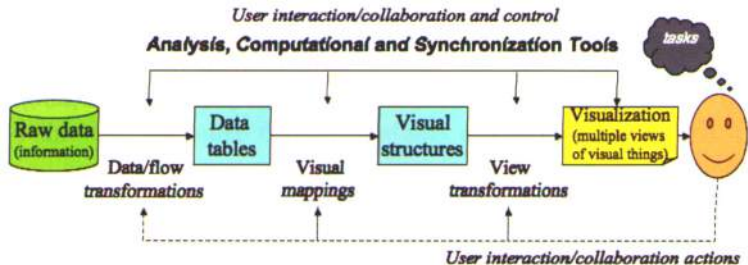 User interaction/collaboration and control
Analysis, Computational and Synchronization Tools
tasks
Raw data
(information)
Data
tables
Visual
structures
Visualization
(multiple views
of visual things)
Data/flow
transformations
Visual
mappings
View
transformations
User interaction/collaboration actions